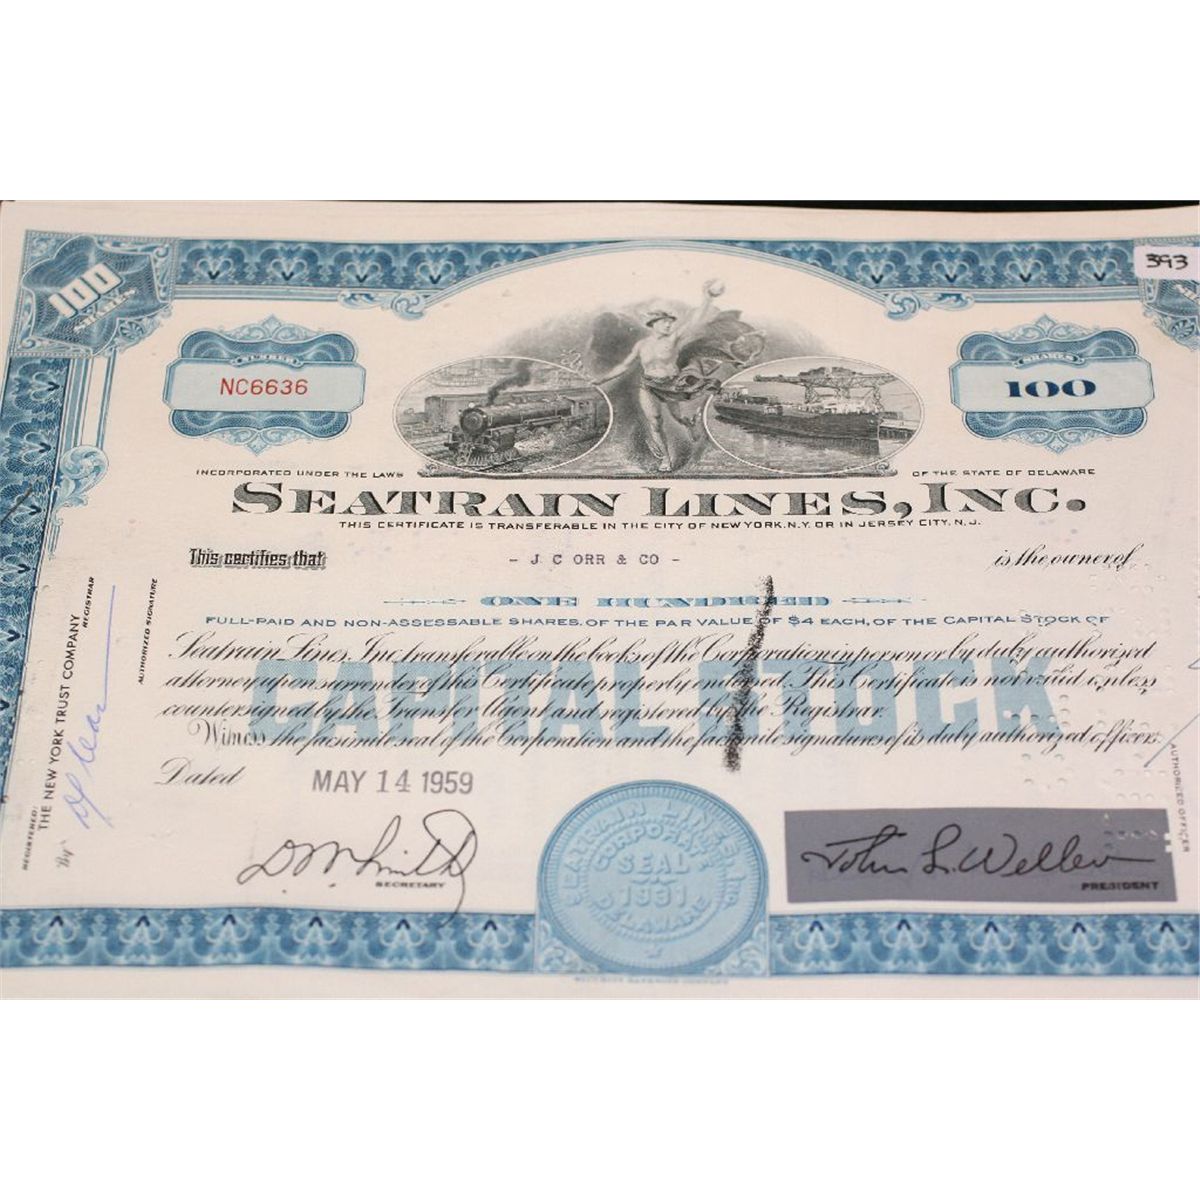 100
SHARES
393
NUMBER
NC6636
SHARES
100
INCORPORATED UNDER THE LAWS
OF THE STATE OF DELAWARE
SEATRAIN LINES, INC.
THIS CERTIFICATE IS TRANSFERABLE IN THE CITY OF NEW YORK, N.Y. OR IN JERSEY CITY, N.J.
This certifies that
- J C ORR & CO -
is the owner of
ONE HUNDRED
FULL-PAID AND NON-ASSESSABLE SHARES, OF THE PAR VALUE OF $4 EACH, OF THE CAPITAL STOCK OF
Seatrain Lines, Inc. transferable on the books of the Corporation in person or by duly authorized
attorney upon surrender of this Certificate properly endorsed. This Certificate is not valid unless
countersigned by the Transfer Agent and registered by the Registrar.
Witness the facsimile seal of the Corporation and the facsimile signatures of its duly authorized officers.
CAPITAL STOCK
Dated
MAY 14 1959
SECRETARY
SEATRAIN LINES, Inc.
CORPORATE
SEAL
1931
DELAWARE
John L. Weller
PRESIDENT
REGISTERED:
THE NEW YORK TRUST COMPANY
REGISTRAR
By
AUTHORIZED SIGNATURE
AUTHORIZED OFFICER
SECURITY BANKNOTE COMPANY